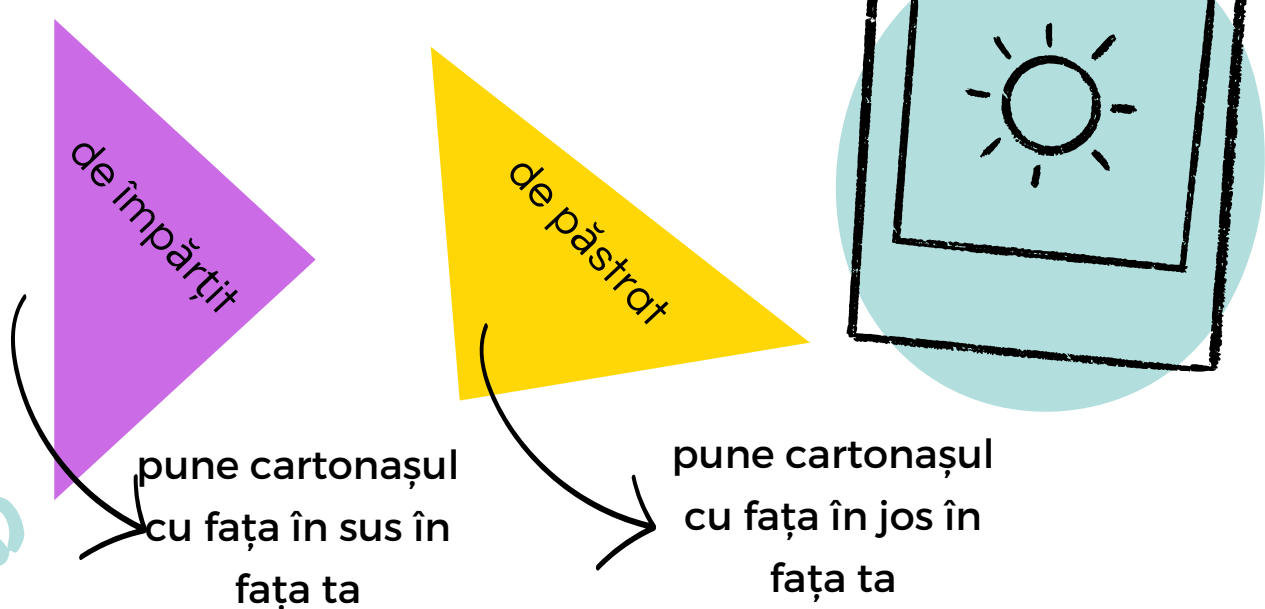 de împărțit
de păstrat
pune cartonașul
cu fața în sus în
fața ta
pune cartonașul
cu fața în jos în
fața ta